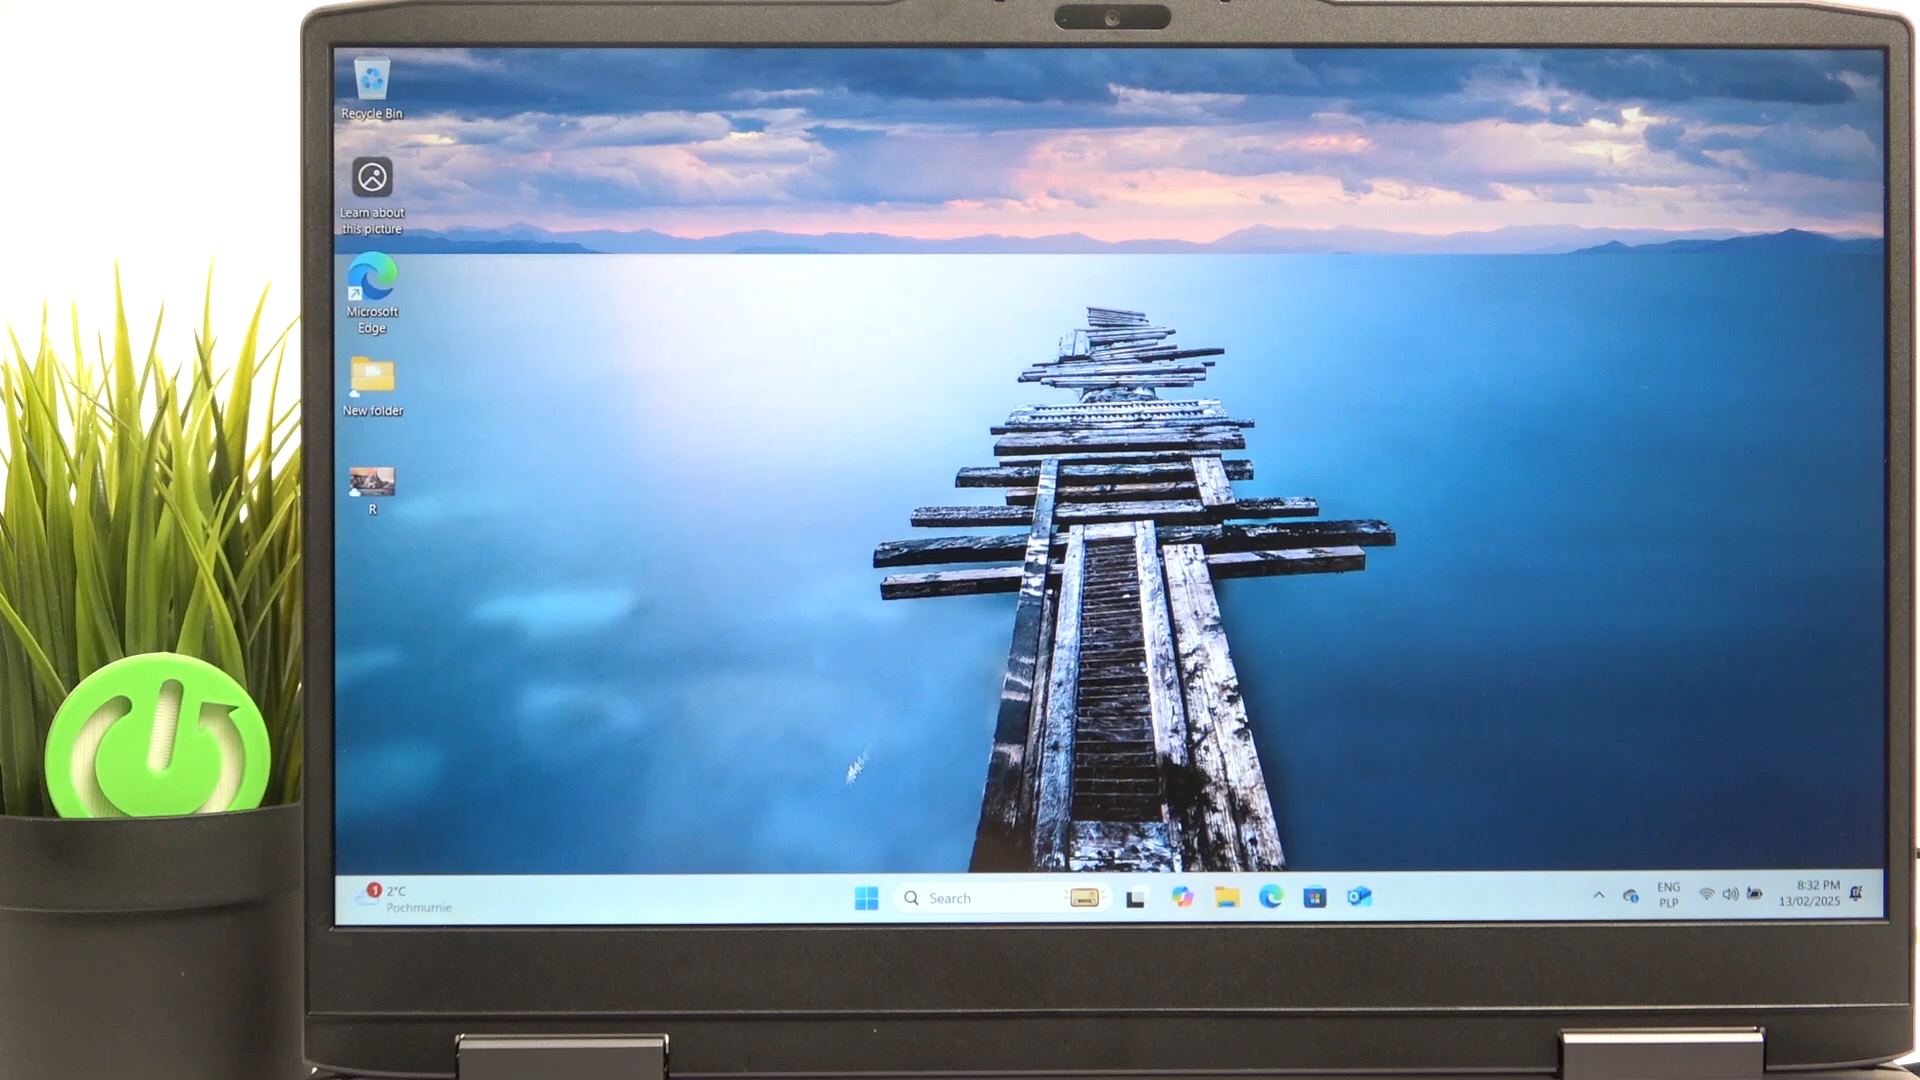 Recycle Bin
Learn about
this picture
Microsoft
Edge
New folder
R
1
2°C
Pochmurnie
Search
ENG
PLP
8:32 PM
13/02/2025